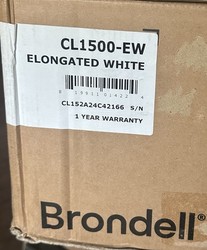 CL1500-EW
ELONGATED WHITE
CL152A24C42166 S/N
1 YEAR WARRANTY
Brondell®